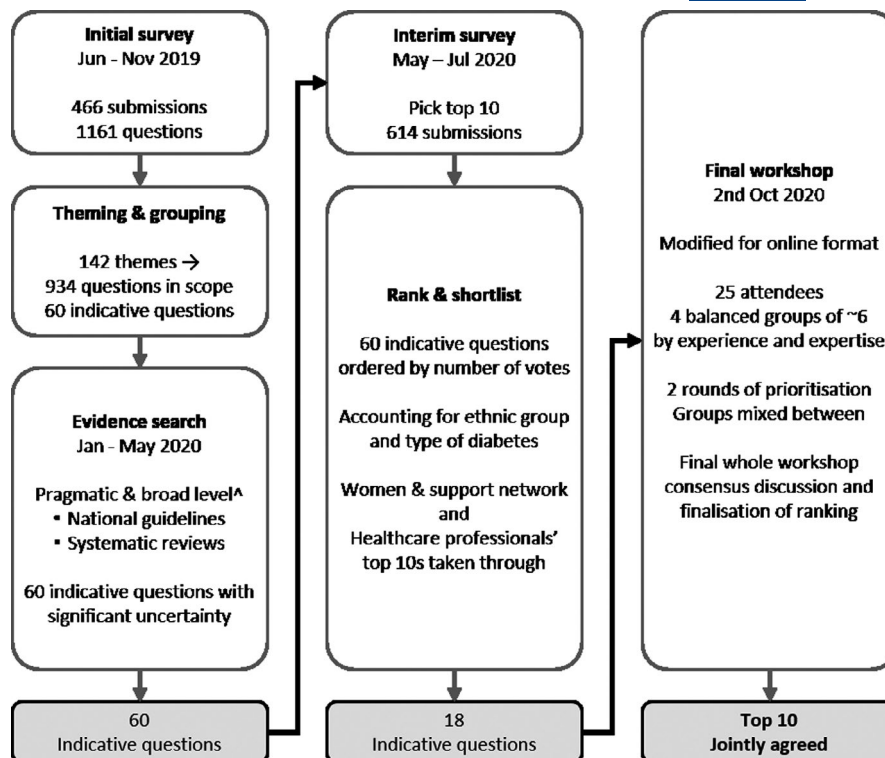 Initial survey
Jun - Nov 2019
466 submissions
1161 questions
Theming & grouping
142 themes →
934 questions in scope
60 indicative questions
Evidence search
Jan - May 2020
Pragmatic & broad level^
▪ National guidelines
▪ Systematic reviews
60 indicative questions with
significant uncertainty
60
Indicative questions
Interim survey
May – Jul 2020
Pick top 10
614 submissions
Rank & shortlist
60 indicative questions
ordered by number of votes
Accounting for ethnic group
and type of diabetes
Women & support network
and
Healthcare professionals’
top 10s taken through
18
Indicative questions
Final workshop
2nd Oct 2020
Modified for online format
25 attendees
4 balanced groups of ~6
by experience and expertise
2 rounds of prioritisation
Groups mixed between
Final whole workshop
consensus discussion and
finalisation of ranking
Top 10
Jointly agreed